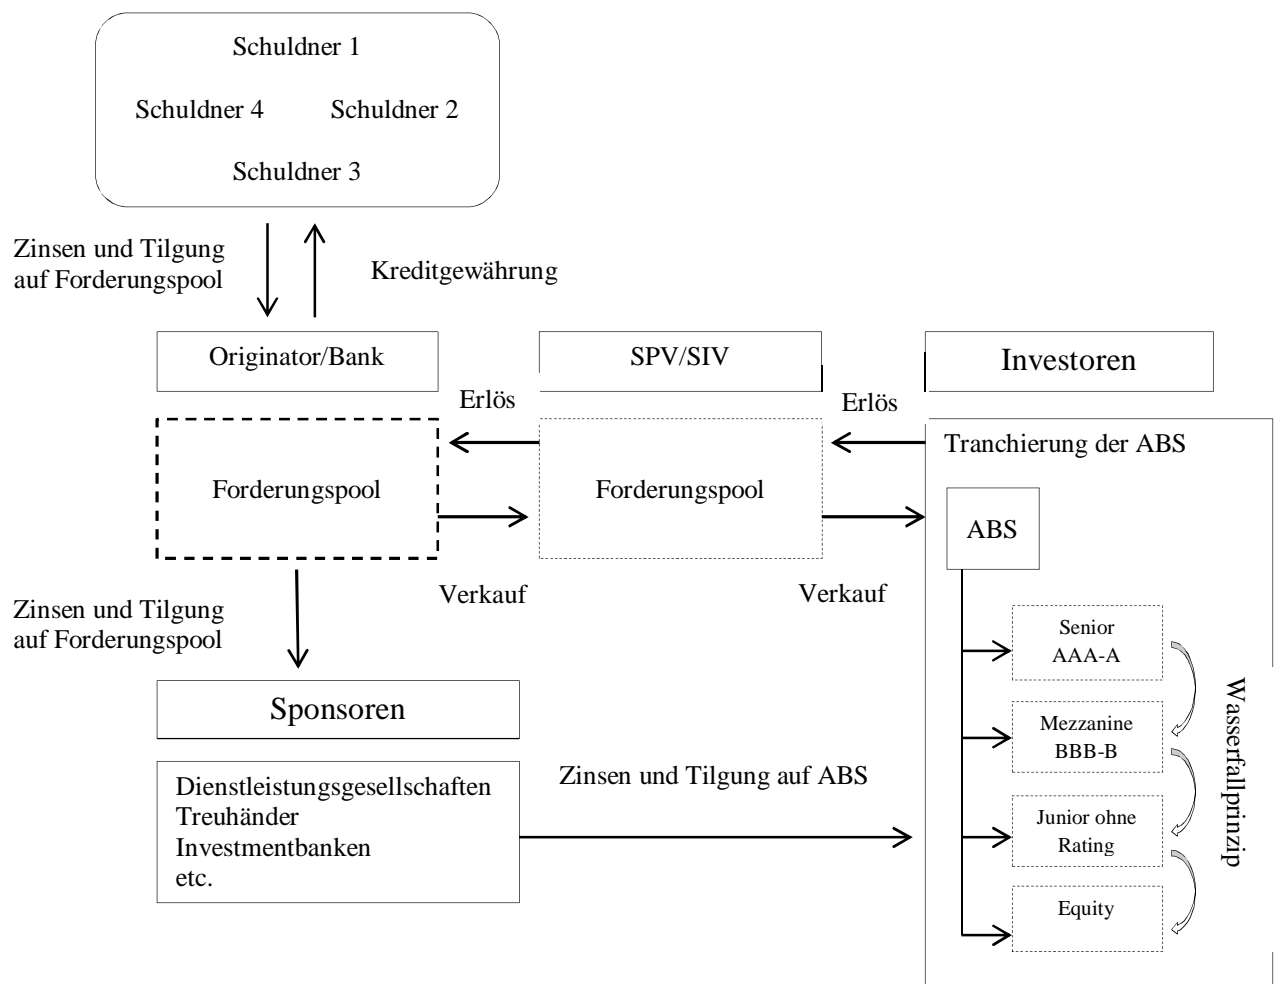 Schuldner 1
Schuldner 4
Schuldner 2
Schuldner 3
Zinsen und Tilgung
auf Forderungspool
Kreditgewährung
Originator/Bank
SPV/SIV
Investoren
Erlös
Erlös
Forderungspool
Forderungspool
Tranchierung der ABS
ABS
Verkauf
Verkauf
Zinsen und Tilgung
auf Forderungspool
Senior
AAA-A
Mezzanine
BBB-B
Junior ohne
Rating
Equity
Wasserfallprinzip
Sponsoren
Dienstleistungsgesellschaften
Treuhänder
Investmentbanken
etc.
Zinsen und Tilgung auf ABS